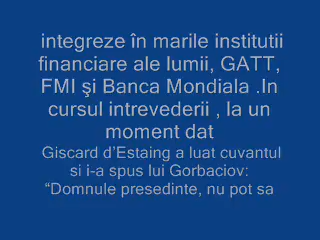 integreze în marile institutii
financiare ale lumii, GATT,
FMI şi Banca Mondiala .In
cursul intrevederii , la un
moment dat
Giscard d'Estaing a luat cuvantul
si i-a spus lui Gorbaciov:
“Domnule presedinte, nu pot sa